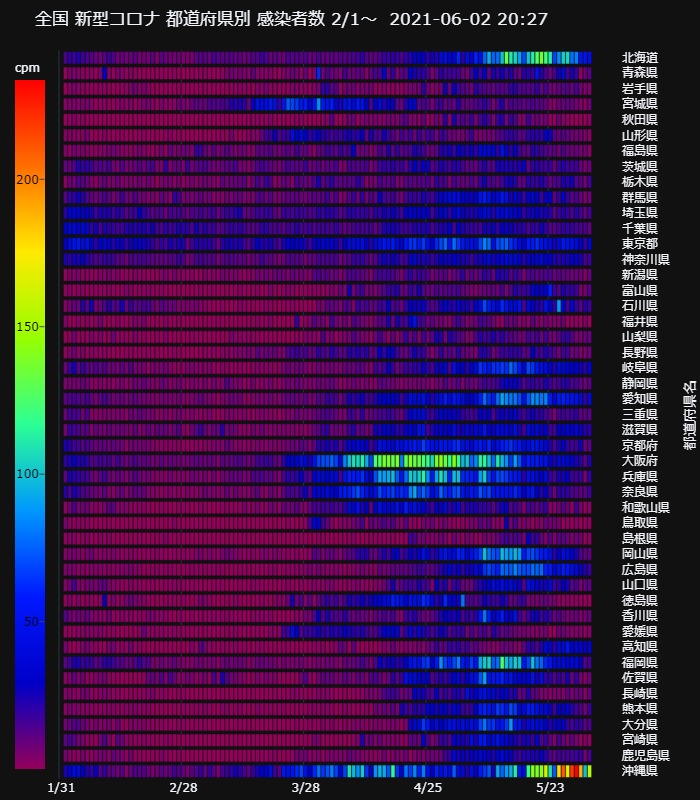 全国 新型コロナ 都道府県別 感染者数 2/1～ 2021-06-02 20:27
cpm
200
150
100
50
北海道
青森県
岩手県
宮城県
秋田県
山形県
福島県
茨城県
栃木県
群馬県
埼玉県
千葉県
東京都
神奈川県
新潟県
富山県
石川県
福井県
山梨県
長野県
岐阜県
静岡県
愛知県
三重県
滋賀県
京都府
大阪府
兵庫県
奈良県
和歌山県
鳥取県
島根県
岡山県
広島県
山口県
徳島県
香川県
愛媛県
高知県
福岡県
佐賀県
長崎県
熊本県
大分県
宮崎県
鹿児島県
沖縄県
都道府県名
1/31 2/28 3/28 4/25 5/23